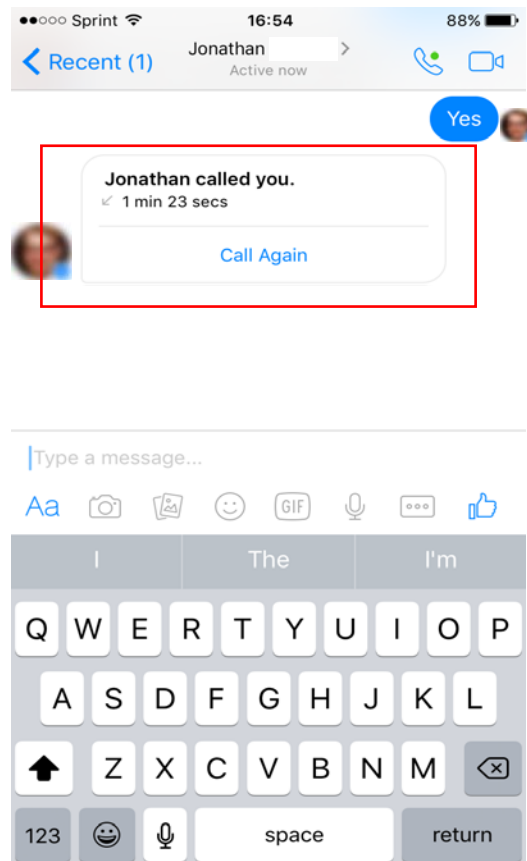 Sprint 16:54 88%
Recent (1) Jonathan
Active now
Yes
Jonathan called you.
1 min 23 secs
Call Again
Type a message...
Aa GIF
I The I'm
Q W E R T Y U I O P
A S D F G H J K L
Z X C V B N M
123 space return